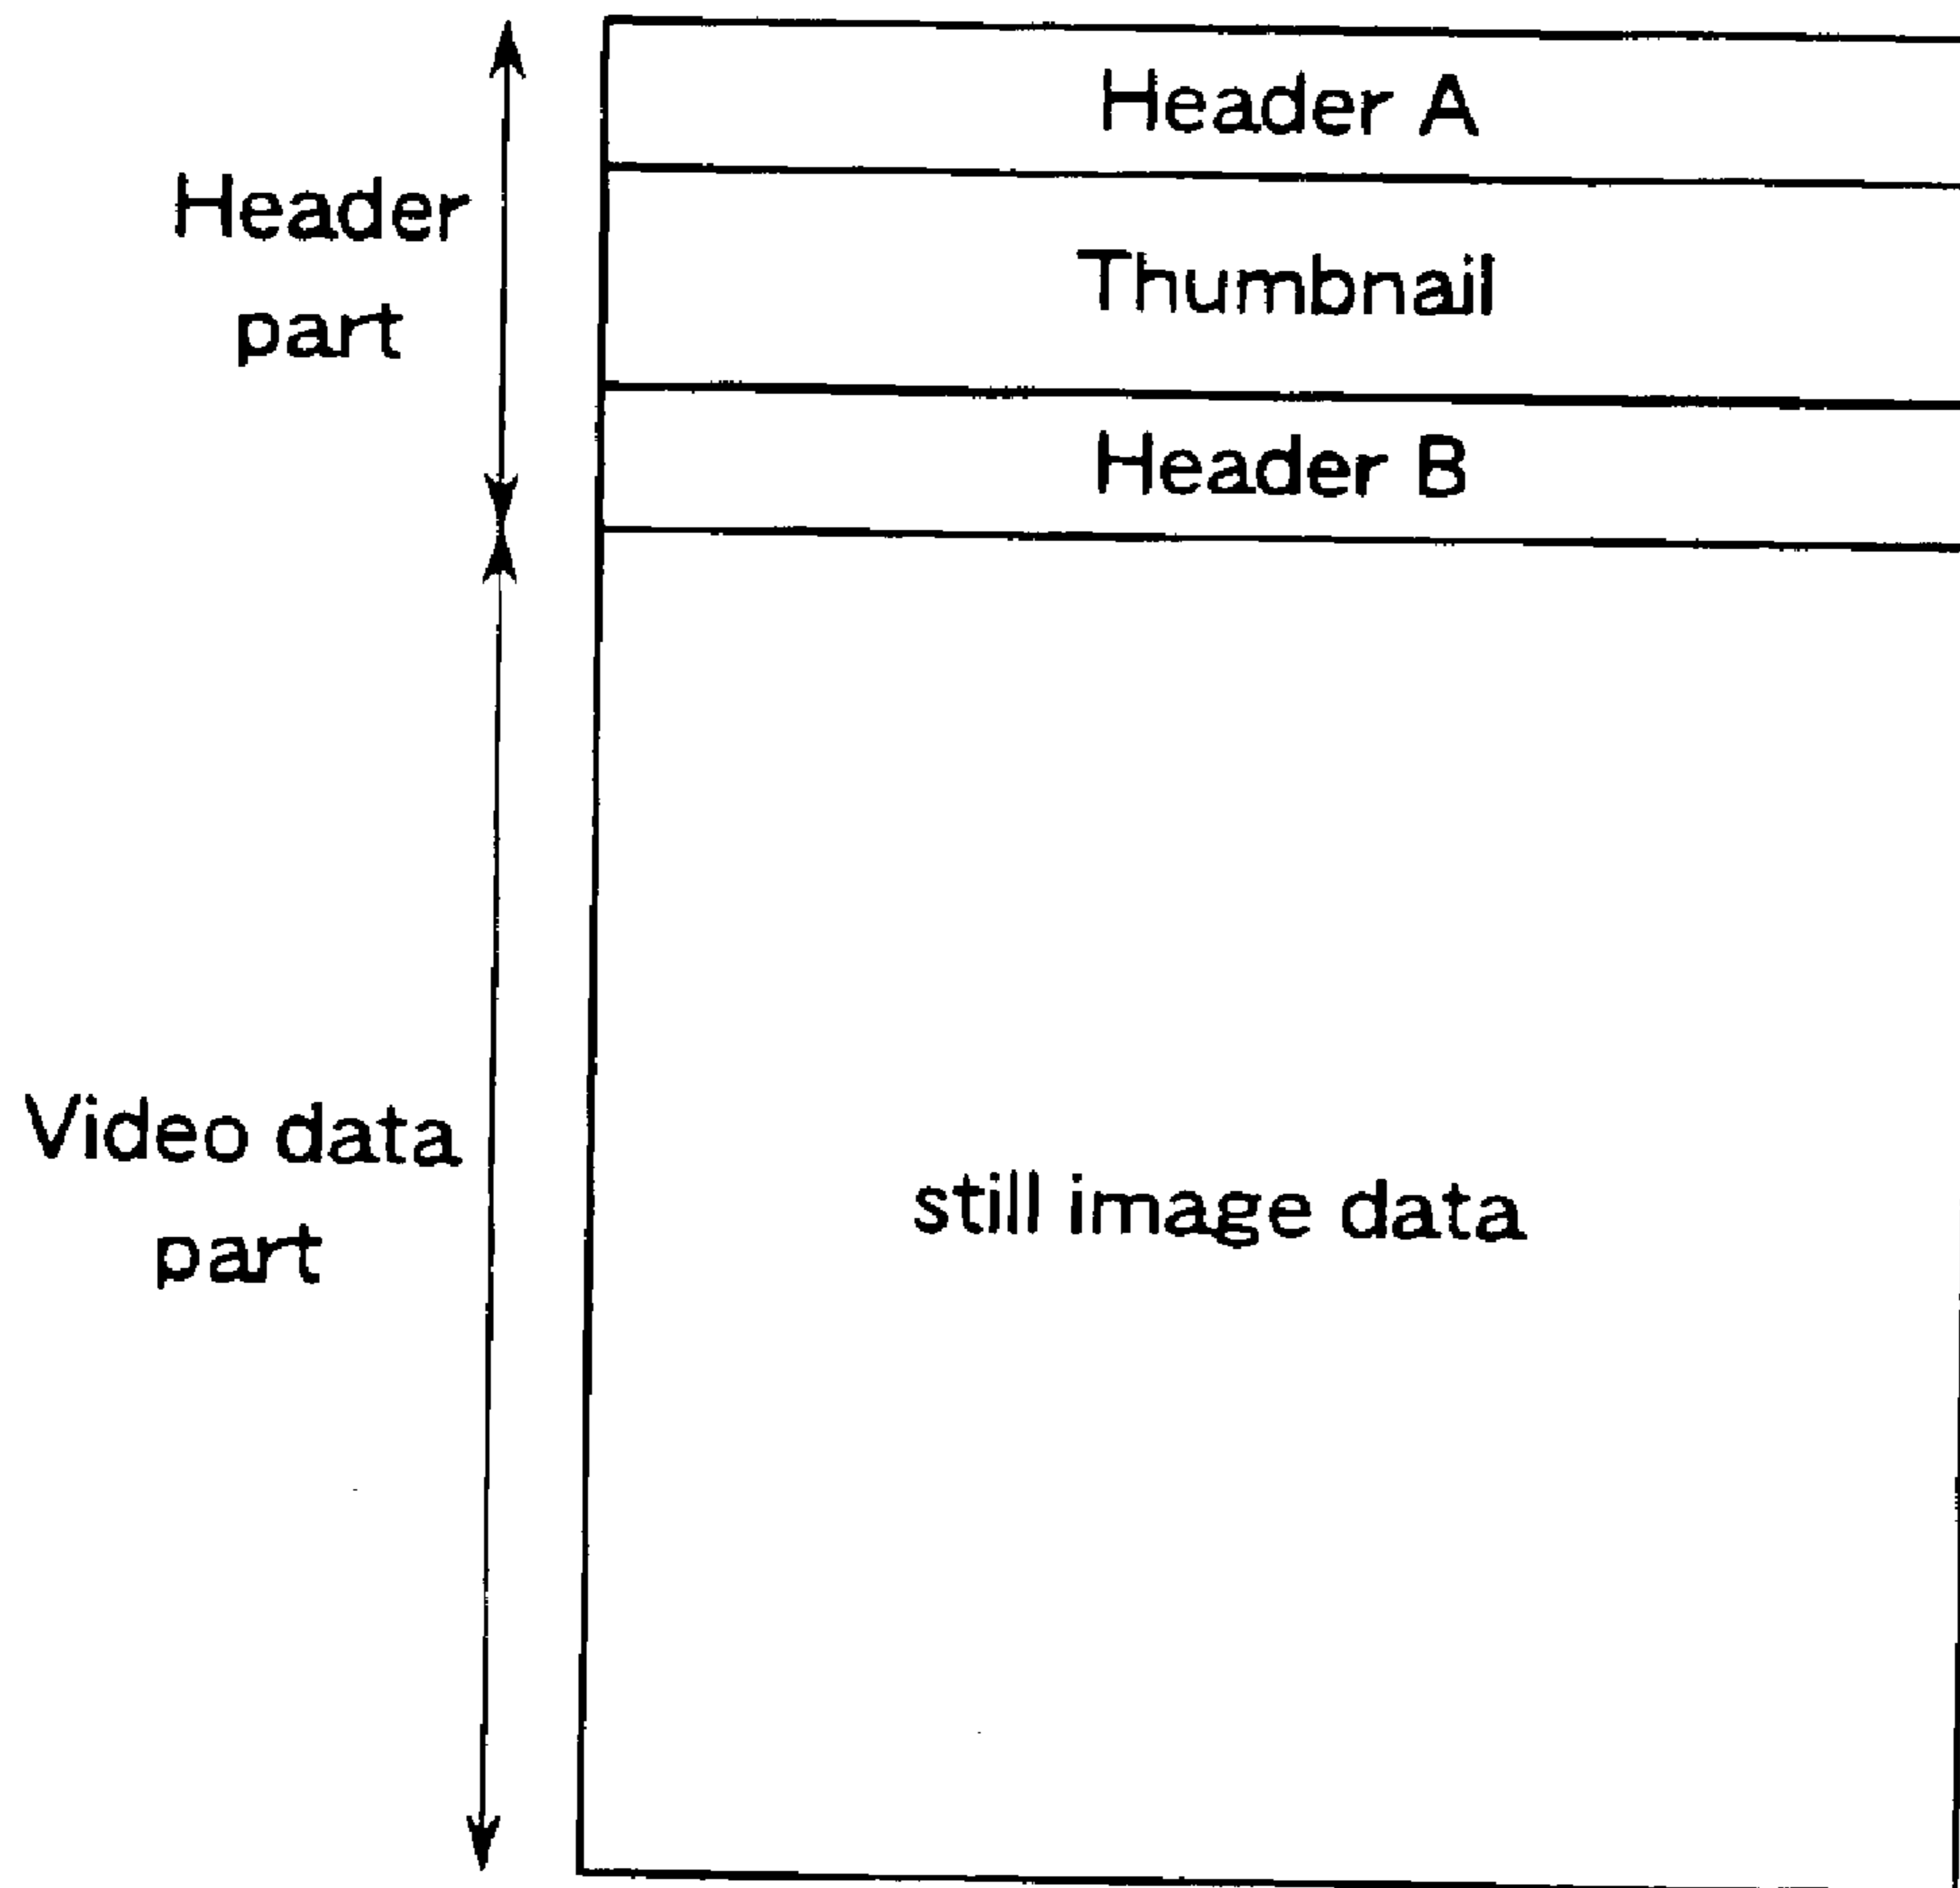 Header A
Header
part
Thumbnail
Header B
Video data
part
still image data